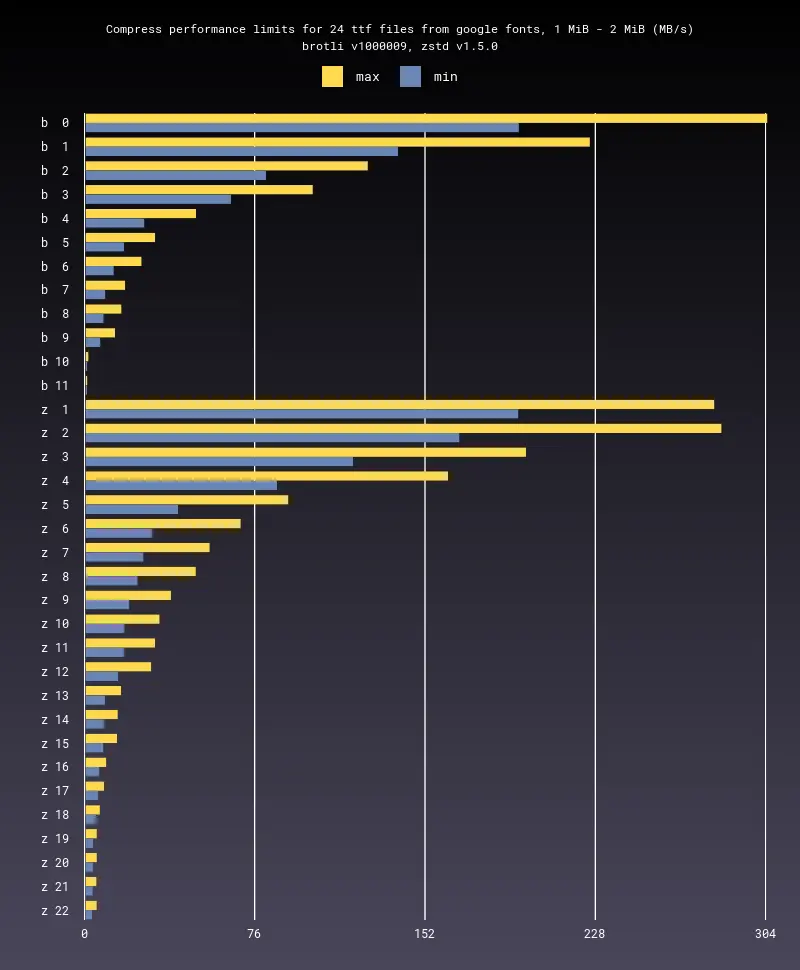 Compress performance limits for 24 ttf files from google fonts, 1 MiB - 2 MiB (MB/s)
brotli v1000009, zstd v1.5.0
max min
b 0
b 1
b 2
b 3
b 4
b 5
b 6
b 7
b 8
b 9
b 10
b 11
z 1
z 2
z 3
z 4
z 5
z 6
z 7
z 8
z 9
z 10
z 11
z 12
z 13
z 14
z 15
z 16
z 17
z 18
z 19
z 20
z 21
z 22
0 76 152 228 304